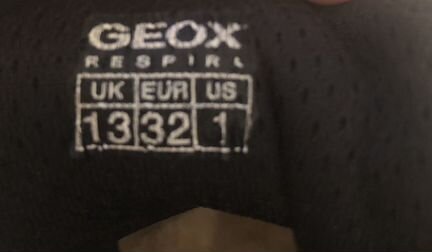 GEOX
RESPIRA
UK EUR US
13 32 1